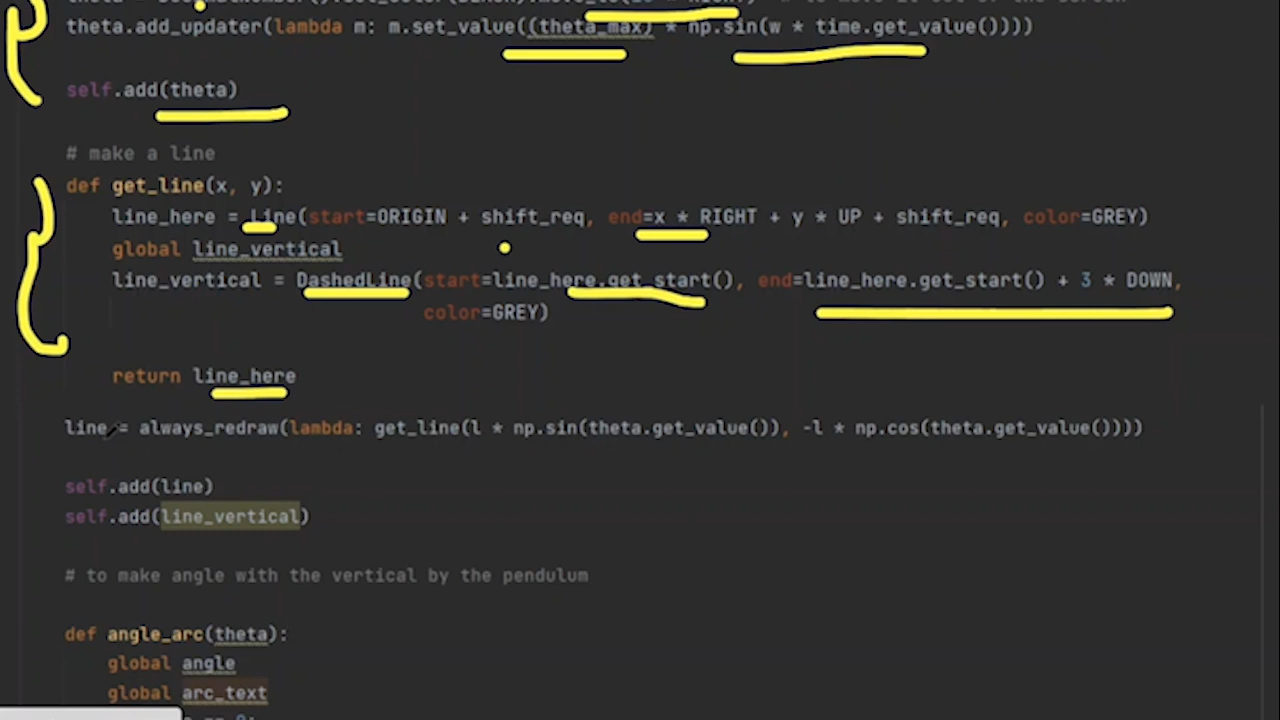 theta.add_updater(lambda m: m.set_value((theta_max) * np.sin(w * time.get_value())))
self.add(theta)
# make a line
def get_line(x, y):
line_here = Line(start=ORIGIN + shift_req, end=x * RIGHT + y * UP + shift_req, color=GREY)
global line_vertical
line_vertical = DashedLine(start=line_here.get_start(), end=line_here.get_start() + 3 * DOWN,
color=GREY)
return line_here
line = always_redraw(lambda: get_line(l * np.sin(theta.get_value()), -l * np.cos(theta.get_value())))
self.add(line)
self.add(line_vertical)
# to make angle with the vertical by the pendulum
def angle_arc(theta):
global angle
global arc_text